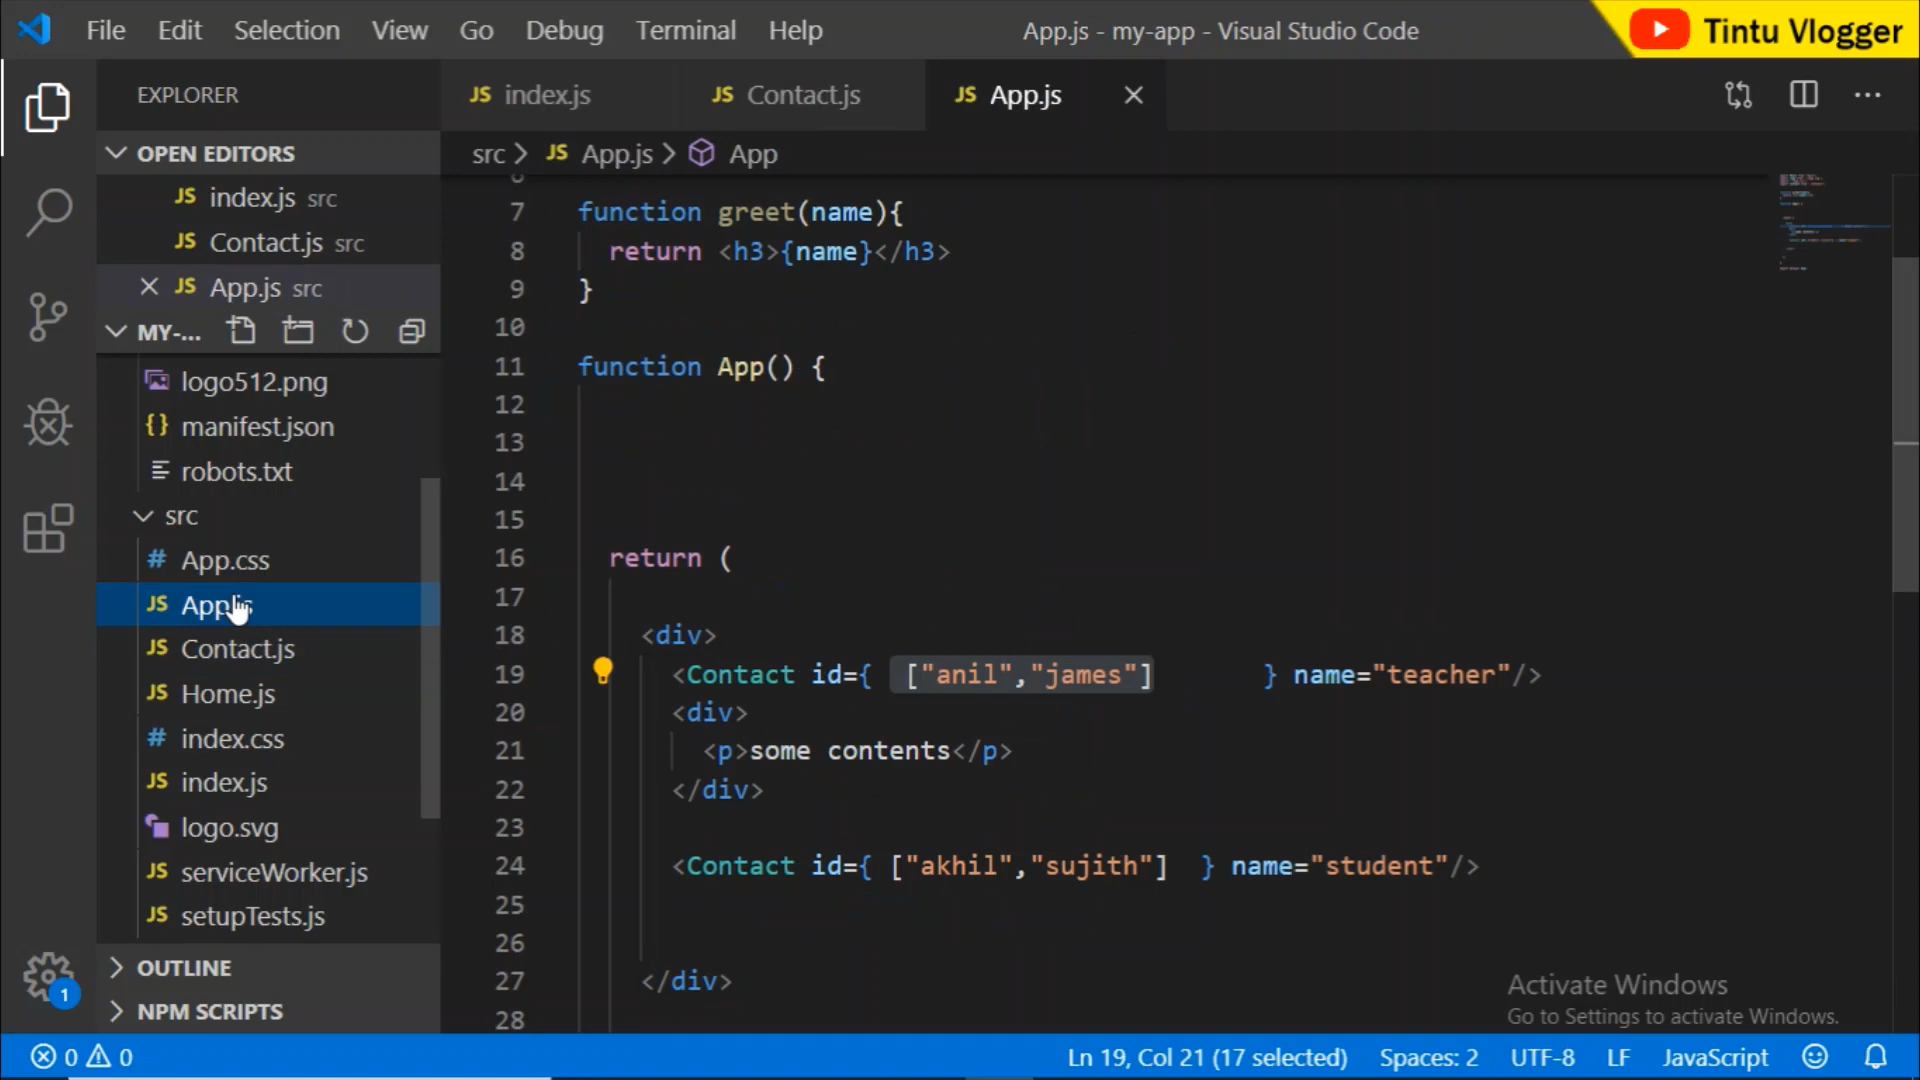 File Edit Selection View Go Debug Terminal Help App.js - my-app - Visual Studio Code Tintu Vlogger
EXPLORER
JS index.js JS Contact.js JS App.js
OPEN EDITORS
src > JS App.js > App
JS index.js src
JS Contact.js src
JS App.js src
MY-...
logo512.png
{} manifest.json
robots.txt
src
# App.css
JS App.js
JS Contact.js
JS Home.js
# index.css
JS index.js
logo.svg
JS serviceWorker.js
JS setupTests.js
OUTLINE
NPM SCRIPTS
1
7 function greet(name){
8 return <h3>{name}</h3>
9 }
10
11 function App() {
12
13
14
15
16 return (
17
18 <div>
19 <Contact id={ ["anil","james"] } name="teacher"/>
20 <div>
21 <p>some contents</p>
22 </div>
23
24 <Contact id={ ["akhil","sujith"] } name="student"/>
25
26
27 </div>
28
Activate Windows
Go to Settings to activate Windows.
0 0 Ln 19, Col 21 (17 selected) Spaces: 2 UTF-8 LF JavaScript